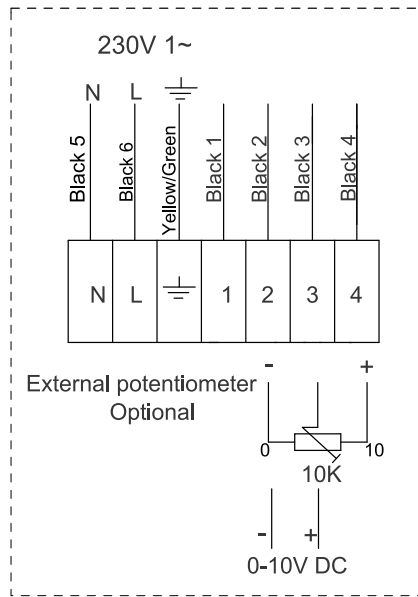 230V 1~
N L
Black 5
Black 6
Yellow/Green
Black 1
Black 2
Black 3
Black 4
N L 1 2 3 4
- +
External potentiometer
Optional
0 10
10K
- +
0-10V DC